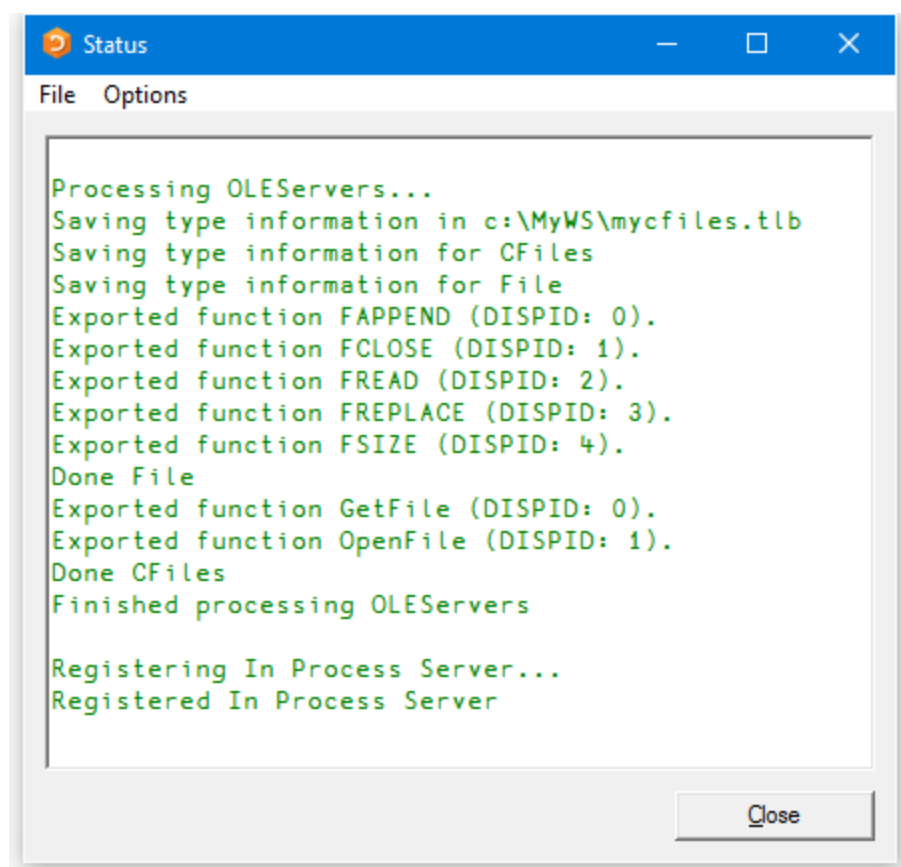 Status
File Options
Processing OLEServers...
Saving type information in c:\MyWS\mycfiles.tlb
Saving type information for CFiles
Saving type information for File
Exported function FAPPEND (DISPID: 0).
Exported function FCLOSE (DISPID: 1).
Exported function FREAD (DISPID: 2).
Exported function FREPLACE (DISPID: 3).
Exported function FSIZE (DISPID: 4).
Done File
Exported function GetFile (DISPID: 0).
Exported function OpenFile (DISPID: 1).
Done CFiles
Finished processing OLEServers
Registering In Process Server...
Registered In Process Server
Close